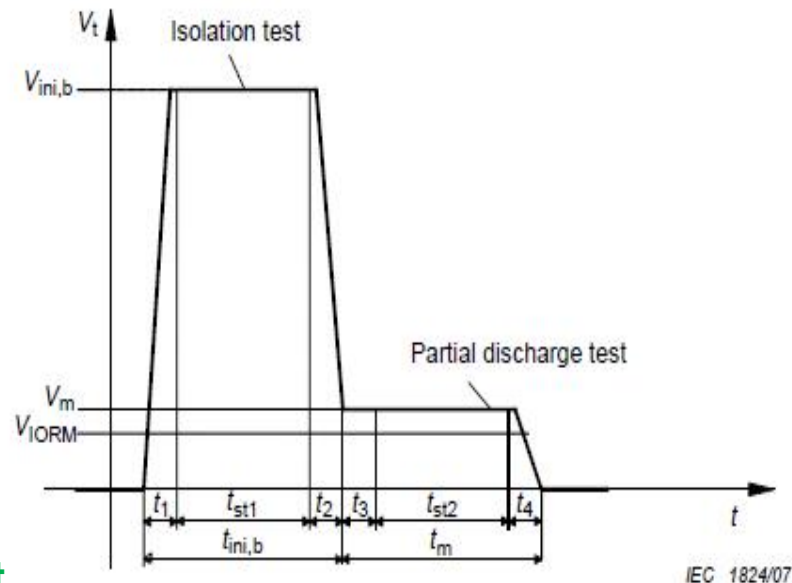 Vt
Isolation test
Vini,b
Partial discharge test
Vm
VIORM
t1 tst1 t2 t3 tst2 t4
t
tini,b tm
IEC 1824/07